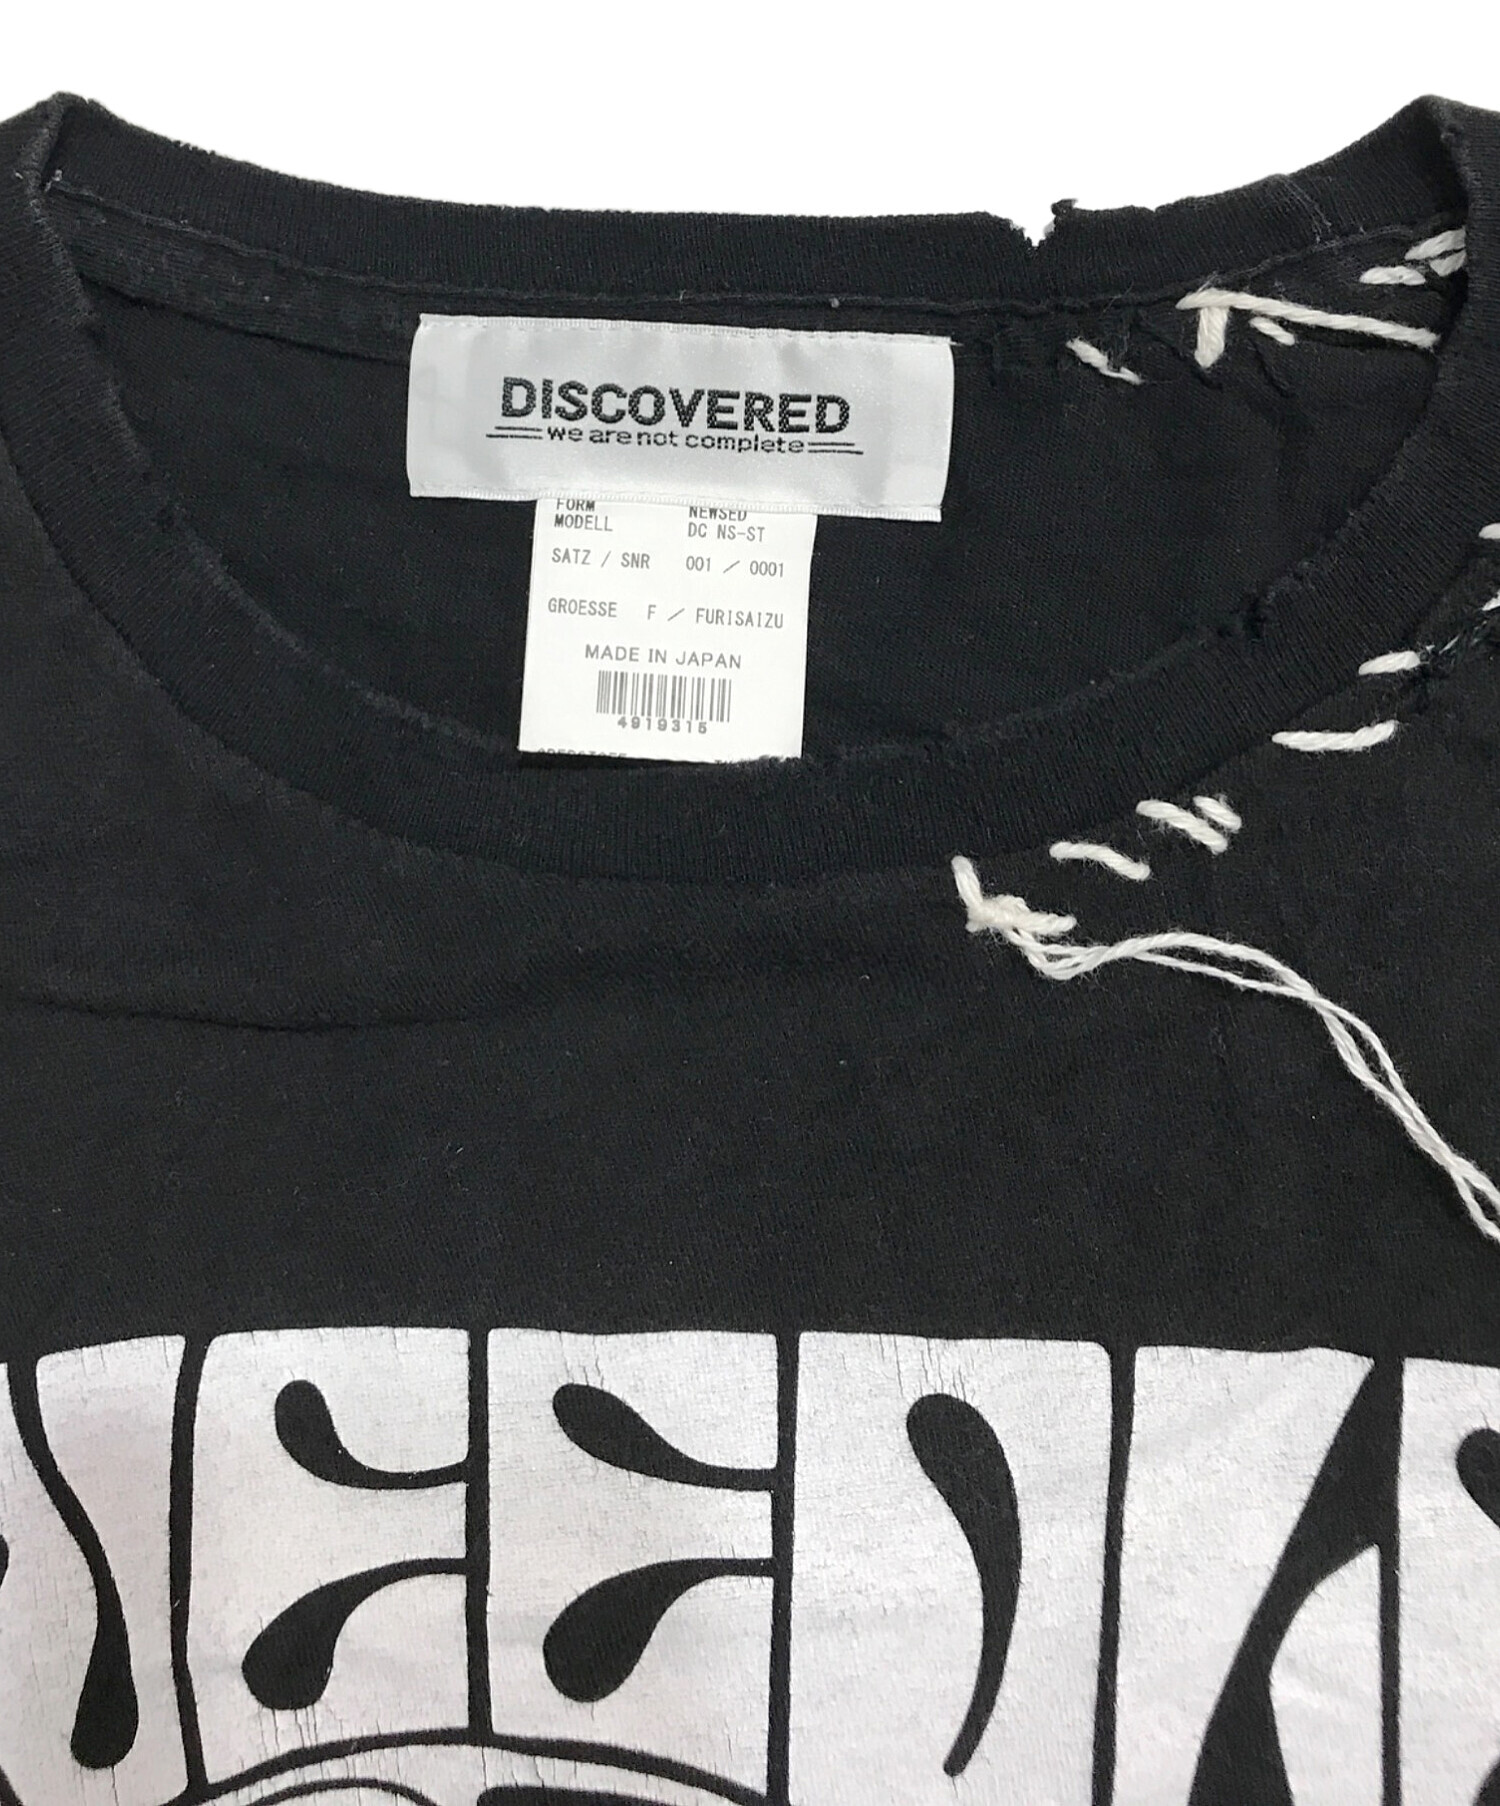 DISCOVERED
we are not complete
FORM NEWSED
MODELL DC NS-ST
SATZ / SNR 001 / 0001
GROESSE F / FURISAIZU
MADE IN JAPAN
4919315